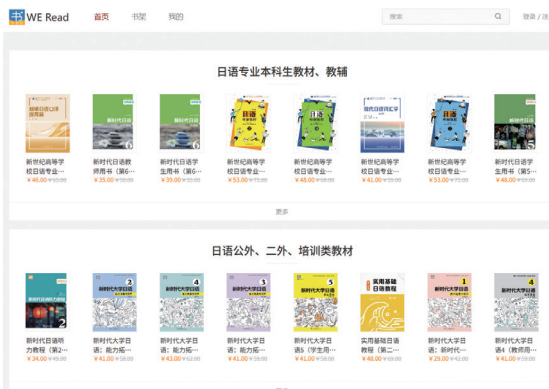 书 WE Read
首页 书架 我的
搜索
登录 / 注
日语专业本科生教材、教辅
新世纪高等学校日语专业…
¥46.00
新时代日语教师用书（第6…
¥35.00
新时代日语学生用书（第6…
¥39.00
新世纪高等学校日语专业…
¥53.00
新世纪高等学校日语专业…
¥48.00
新世纪高等学校日语专业…
¥41.00
新世纪高等学校日语专业…
¥53.00
新时代日语学生用书（第5…
¥48.00
更多
日语公外、二外、培训类教材
新时代日语听力教程（第2…
¥34.00
新时代大学日语：能力拓…
¥41.00
新时代大学日语：能力拓…
¥43.00
新时代大学日语：能力拓…
¥41.00
新时代大学日语5（学生用…
¥41.00
实用基础日语教程（第二…
¥48.00
新时代大学日语：新时代…
¥29.00
新时代大学日语4（教师用…
¥41.00